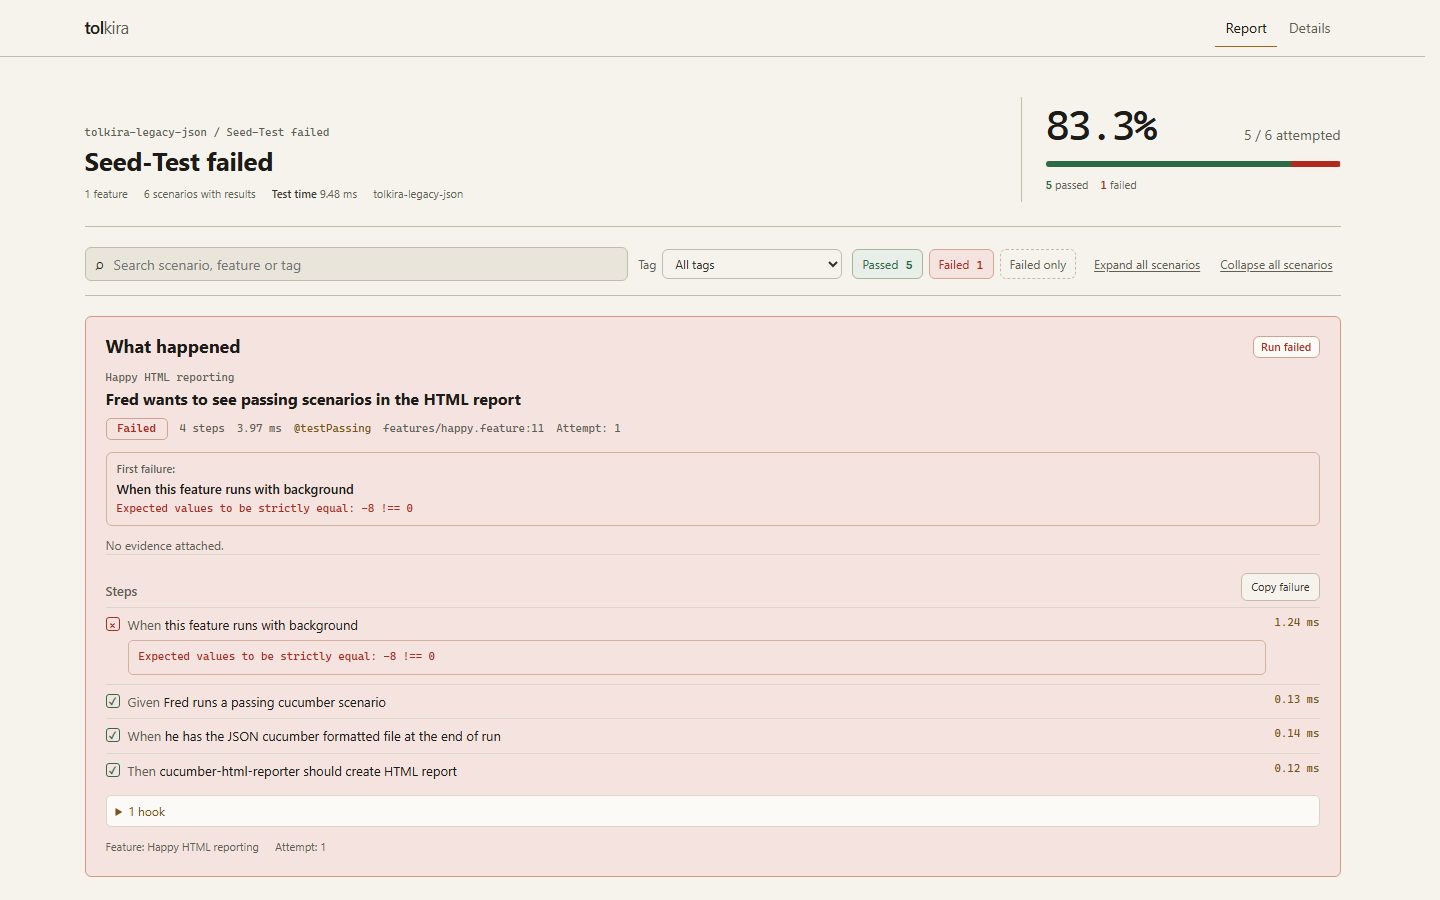 tolkira
Report Details
tolkira-legacy-json / Seed-Test failed
Seed-Test failed
1 feature 6 scenarios with results Test time 9.48 ms tolkira-legacy-json
83.3% 5 / 6 attempted
5 passed 1 failed
Search scenario, feature or tag Tag All tags Passed 5 Failed 1 Failed only Expand all scenarios Collapse all scenarios
What happened Run failed
Happy HTML reporting
Fred wants to see passing scenarios in the HTML report
Failed 4 steps 3.97 ms @testPassing features/happy.feature:11 Attempt: 1
First failure:
When this feature runs with background
Expected values to be strictly equal: -8 !== 0
No evidence attached.
Steps Copy failure
When this feature runs with background 1.24 ms
Expected values to be strictly equal: -8 !== 0
Given Fred runs a passing cucumber scenario 0.13 ms
When he has the JSON cucumber formatted file at the end of run 0.14 ms
Then cucumber-html-reporter should create HTML report 0.12 ms
1 hook
Feature: Happy HTML reporting Attempt: 1